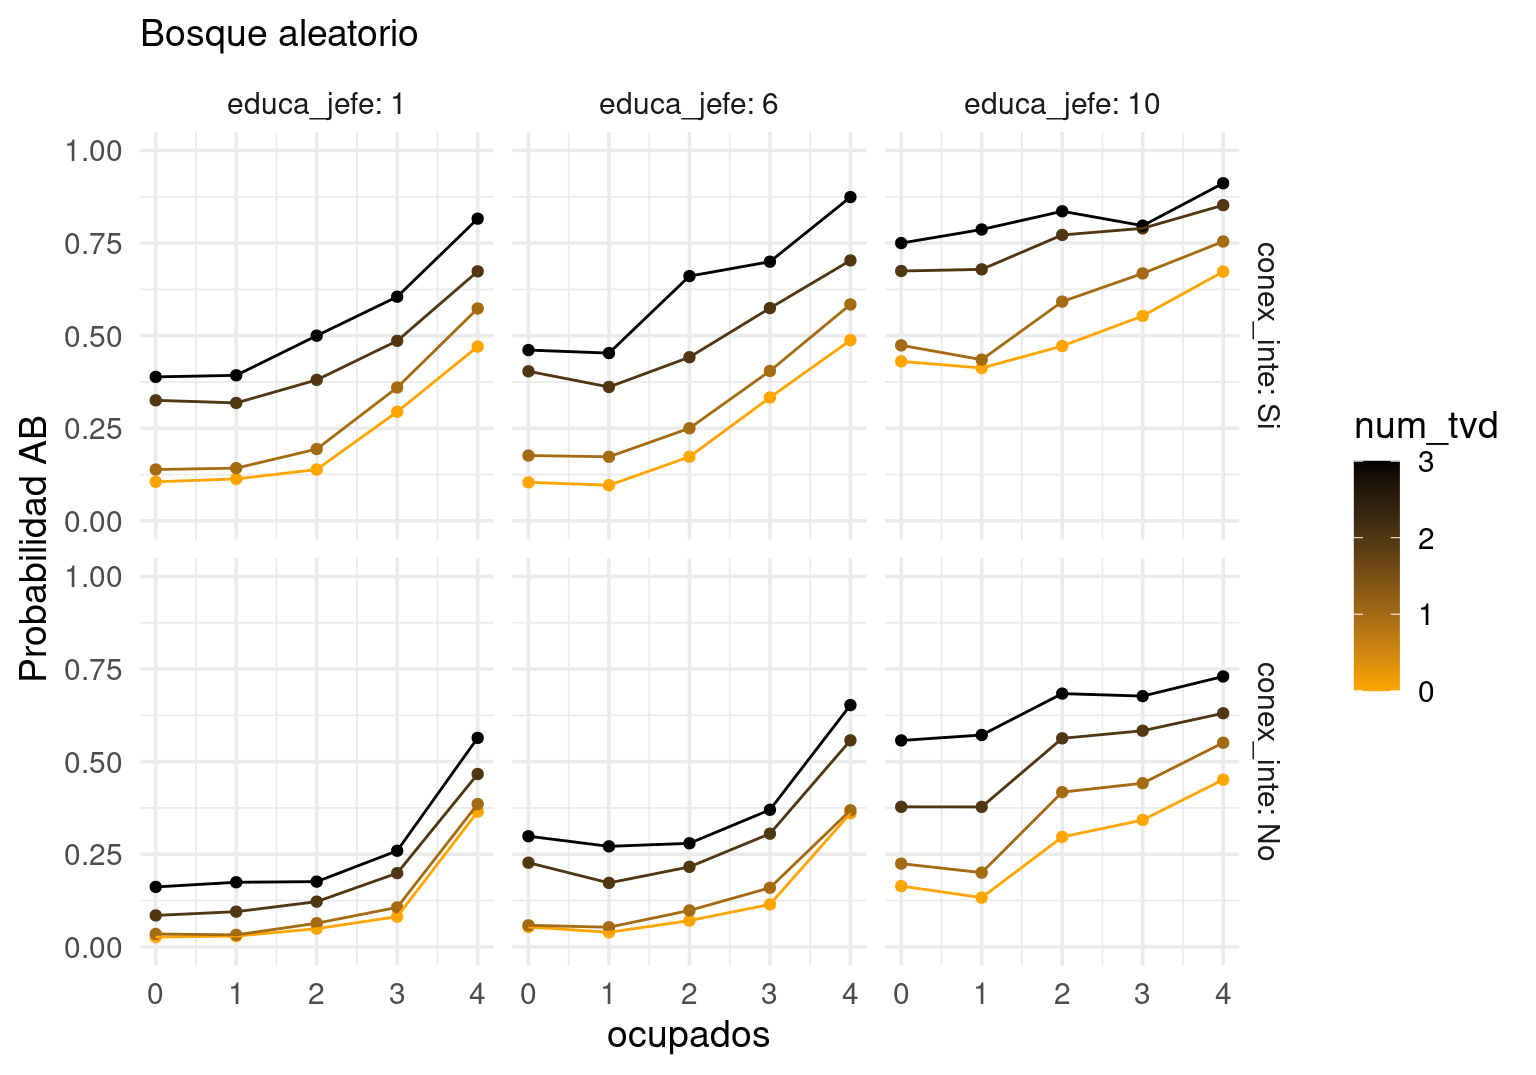 Bosque aleatorio
educa_jefe: 1
educa_jefe: 6
educa_jefe: 10
Probabilidad AB
1.00
0.75
0.50
0.25
0.00
conex_inte: Si
1.00
0.75
0.50
0.25
0.00
conex_inte: No
0 1 2 3 4
0 1 2 3 4
0 1 2 3 4
ocupados
num_tvd
3
2
1
0